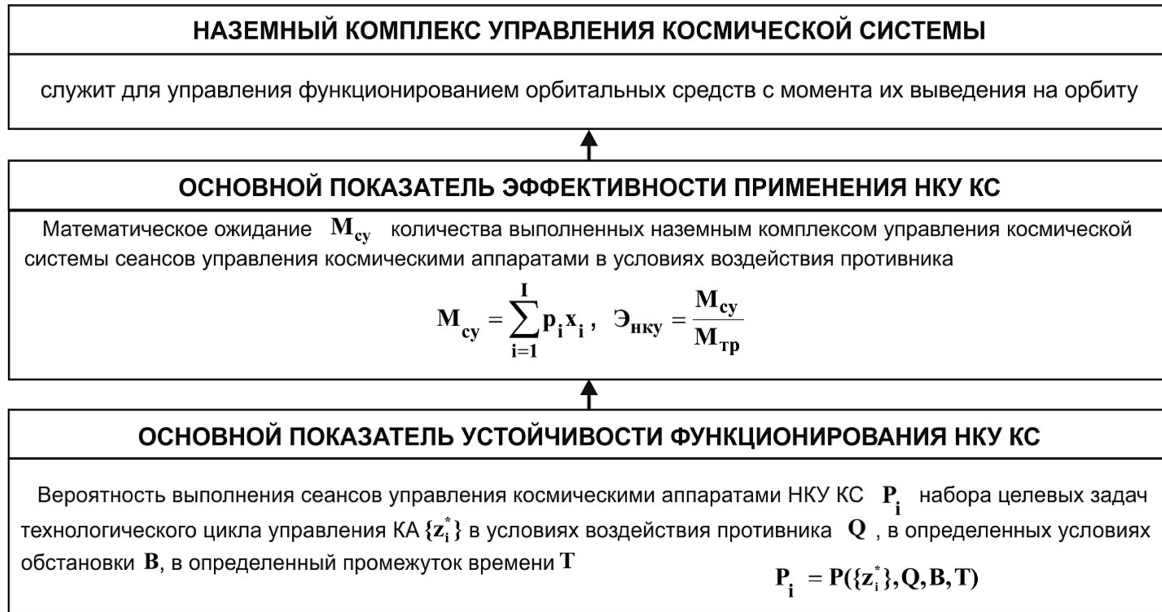 НАЗЕМНЫЙ КОМПЛЕКС УПРАВЛЕНИЯ КОСМИЧЕСКОЙ СИСТЕМЫ
служит для управления функционированием орбитальных средств с момента их выведения на орбиту
ОСНОВНОЙ ПОКАЗАТЕЛЬ ЭФФЕКТИВНОСТИ ПРИМЕНЕНИЯ НКУ КС
Математическое ожидание M_су количества выполненных наземным комплексом управления космической
системы сеансов управления космическими аппаратами в условиях воздействия противника
M_су = ∑_{i=1}^{I} p_i x_i , Э_нку = M_су / M_тр
ОСНОВНОЙ ПОКАЗАТЕЛЬ УСТОЙЧИВОСТИ ФУНКЦИОНИРОВАНИЯ НКУ КС
Вероятность выполнения сеансов управления космическими аппаратами НКУ КС P_i набора целевых задач
технологического цикла управления КА {z_i^*} в условиях воздействия противника Q , в определенных условиях
обстановки B, в определенный промежуток времени T
P_i = P({z_i^*},Q,B,T)